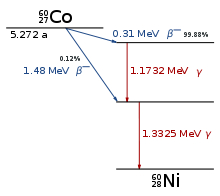 60
27Co
5.272 a
0.31 MeV β− 99.88%
0.12%
1.48 MeV β−
1.1732 MeV γ
1.3325 MeV γ
60
28Ni